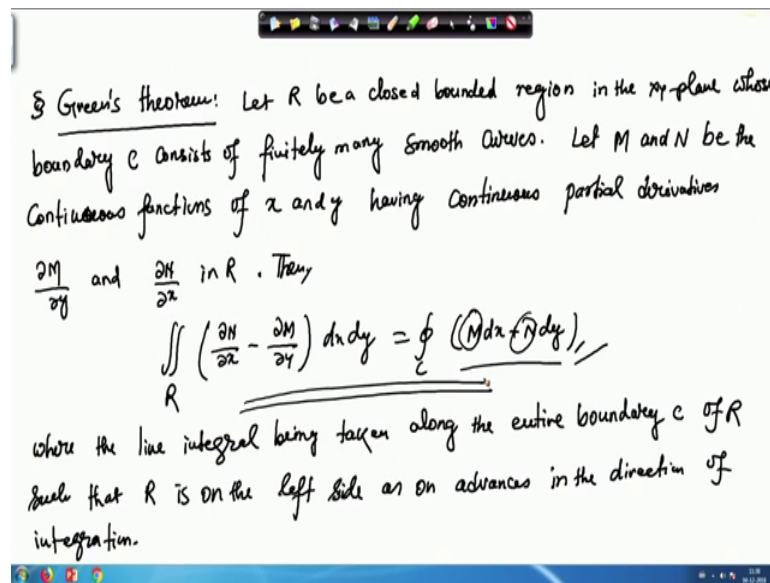 § Green's theorem: Let R be a closed bounded region in the xy-plane whose
boundary C consists of finitely many smooth curves. Let M and N be the
Continuous functions of x and y having continuous partial derivatives
∂M/∂y and ∂N/∂x in R. Then,
∬_R (∂N/∂x - ∂M/∂y) dx dy = ∮_C (M dx + N dy),
where the line integral being taken along the entire boundary C of R
such that R is on the left side as on advances in the direction of
integration.